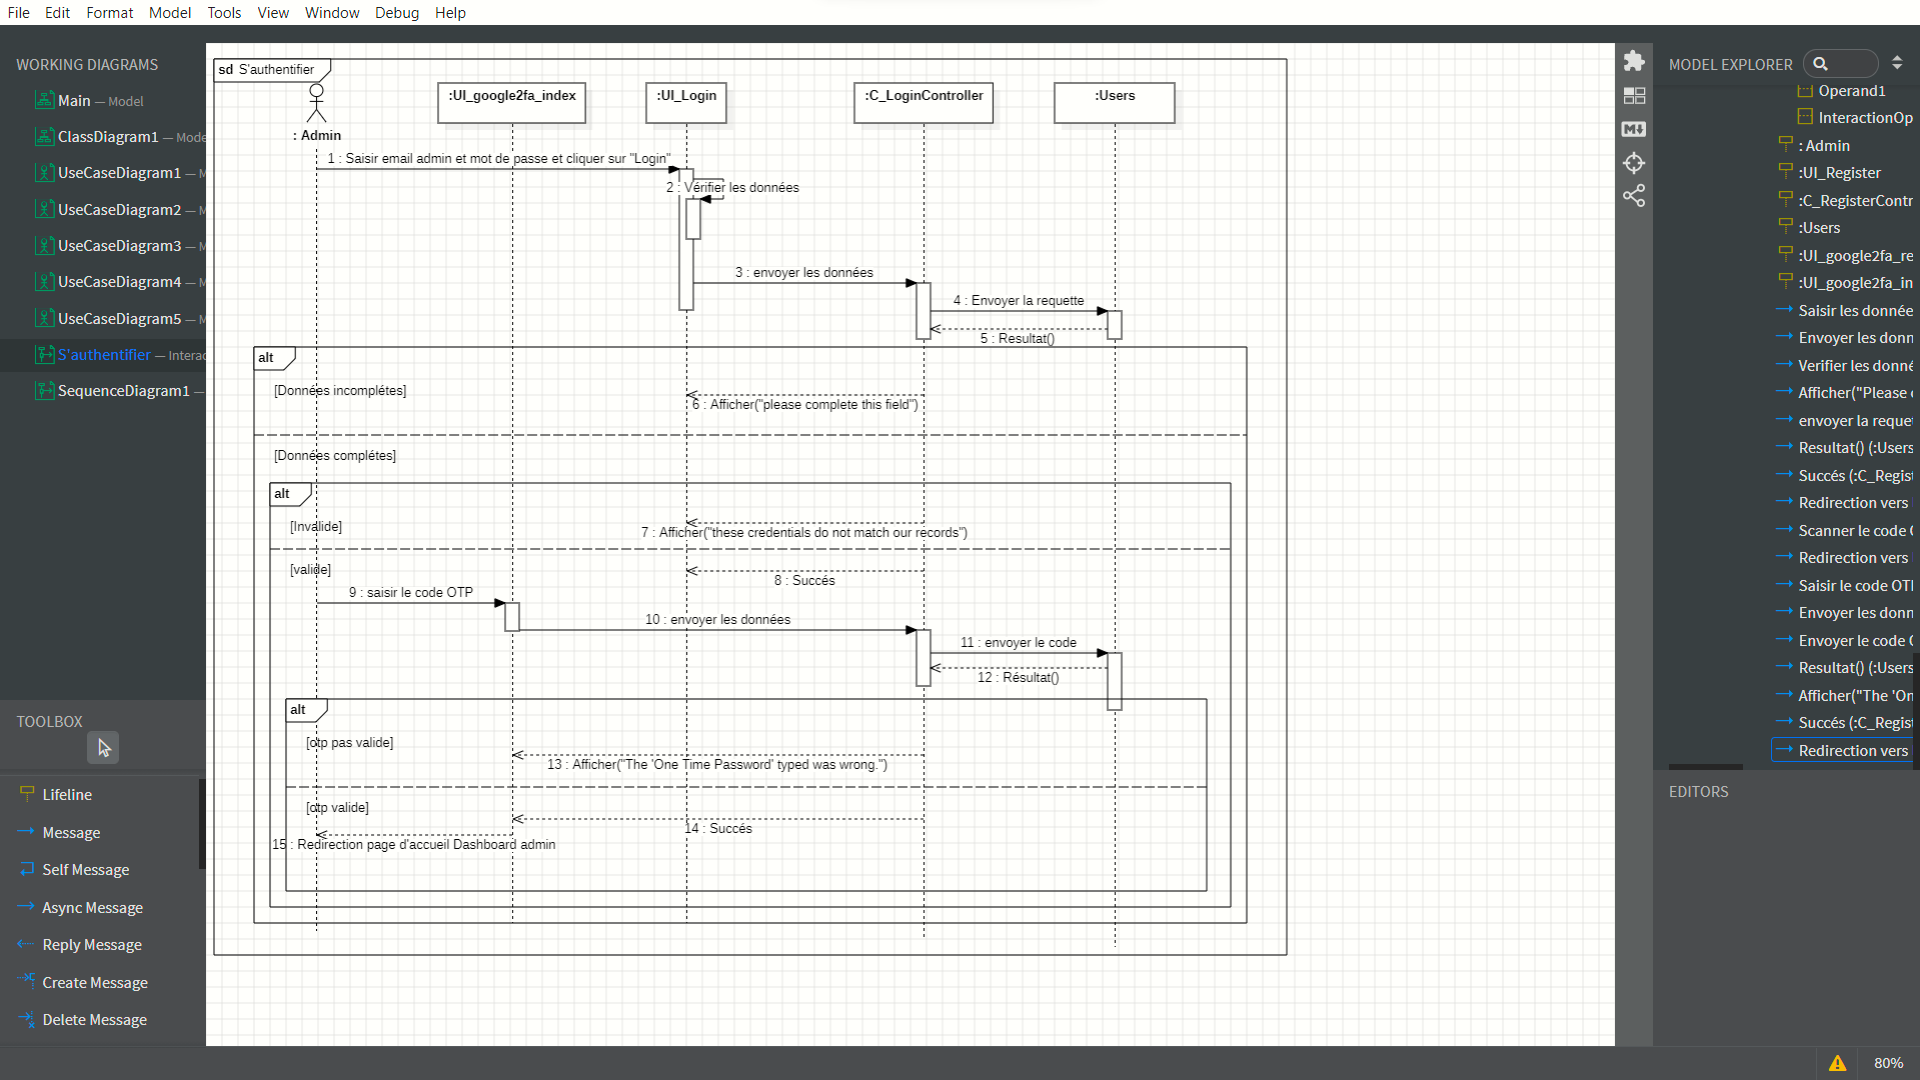 File Edit Format Model Tools View Window Debug Help
WORKING DIAGRAMS
Main — Model
ClassDiagram1 — Mode
UseCaseDiagram1 — M
UseCaseDiagram2 — M
UseCaseDiagram3 — M
UseCaseDiagram4 — M
UseCaseDiagram5 — M
S'authentifier — Interac
SequenceDiagram1 —
TOOLBOX
Lifeline
Message
Self Message
Async Message
Reply Message
Create Message
Delete Message
sd S'authentifier
: Admin
:UI_google2fa_index
:UI_Login
:C_LoginController
:Users
1 : Saisir email admin et mot de passe et cliquer sur "Login"
2 : Vérifier les données
3 : envoyer les données
4 : Envoyer la requette
5 : Resultat()
alt
[Données incomplétes]
6 : Afficher("please complete this field")
[Données complétes]
alt
[Invalide]
7 : Afficher("these credentials do not match our records")
[valide]
8 : Succés
9 : saisir le code OTP
10 : envoyer les données
11 : envoyer le code
12 : Résultat()
alt
[otp pas valide]
13 : Afficher("The 'One Time Password' typed was wrong.")
[otp valide]
14 : Succés
15 : Redirection page d'accueil Dashboard admin
MODEL EXPLORER
Operand1
InteractionOp
: Admin
:UI_Register
:C_RegisterContr
:Users
:UI_google2fa_re
:UI_google2fa_in
Saisir les donnée
Envoyer les donn
Verifier les donné
Afficher("Please c
envoyer la reque
Resultat() (:Users
Succés (:C_Regist
Redirection vers
Scanner le code
Redirection vers
Saisir le code OTI
Envoyer les donn
Envoyer le code
Resultat() (:Users
Afficher("The 'On
Succés (:C_Regist
Redirection vers
EDITORS
80%